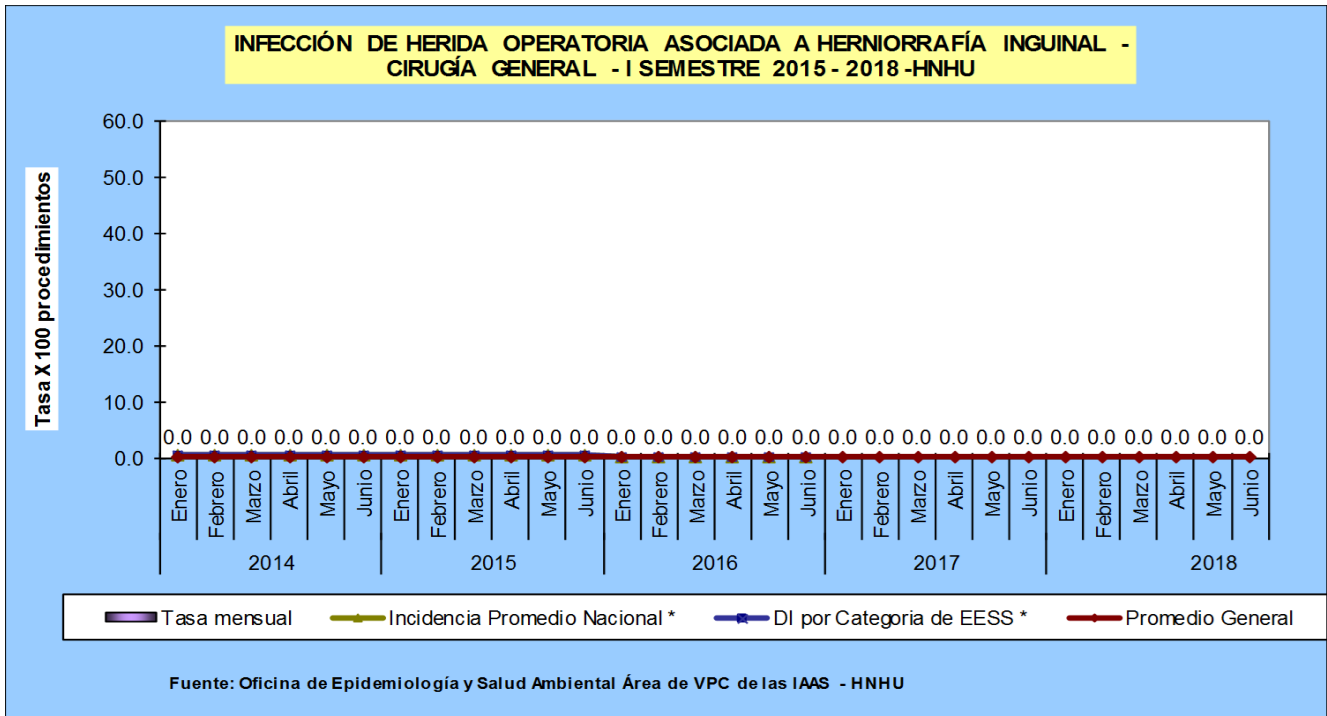 INFECCIÓN DE HERIDA OPERATORIA ASOCIADA A HERNIORRAFÍA INGUINAL -
CIRUGÍA GENERAL - I SEMESTRE 2015 - 2018 -HNHU
Tasa X 100 procedimientos
60.0
50.0
40.0
30.0
20.0
10.0
0.0
0.0 0.0 0.0 0.0 0.0 0.0 0.0 0.0 0.0 0.0 0.0 0.0 0.0 0.0 0.0 0.0 0.0 0.0 0.0 0.0 0.0 0.0 0.0 0.0 0.0 0.0 0.0 0.0 0.0 0.0
Enero Febrero Marzo Abril Mayo Junio Enero Febrero Marzo Abril Mayo Junio Enero Febrero Marzo Abril Mayo Junio Enero Febrero Marzo Abril Mayo Junio Enero Febrero Marzo Abril Mayo Junio
2014 2015 2016 2017 2018
Tasa mensual Incidencia Promedio Nacional * DI por Categoria de EESS * Promedio General
Fuente: Oficina de Epidemiología y Salud Ambiental Área de VPC de las IAAS - HNHU